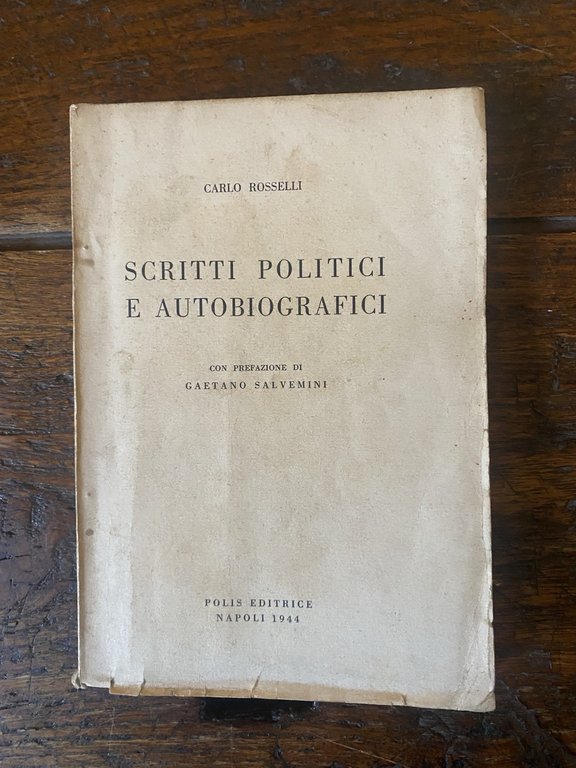 CARLO ROSSELLI
SCRITTI POLITICI
E AUTOBIOGRAFICI
CON PREFAZIONE DI
GAETANO SALVEMINI
POLIS EDITRICE
NAPOLI 1944